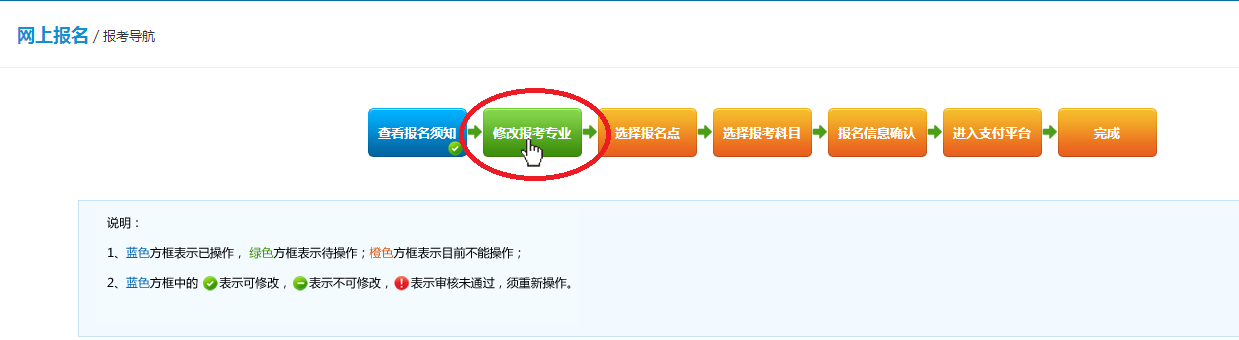 网上报名 / 报考导航
查看报名须知 修改报考专业 选择报名点 选择报考科目 报名信息确认 进入支付平台 完成
说明：
1、蓝色方框表示已操作， 绿色方框表示待操作；橙色方框表示目前不能操作；
2、蓝色方框中的 表示可修改， 表示不可修改， 表示审核未通过，须重新操作。